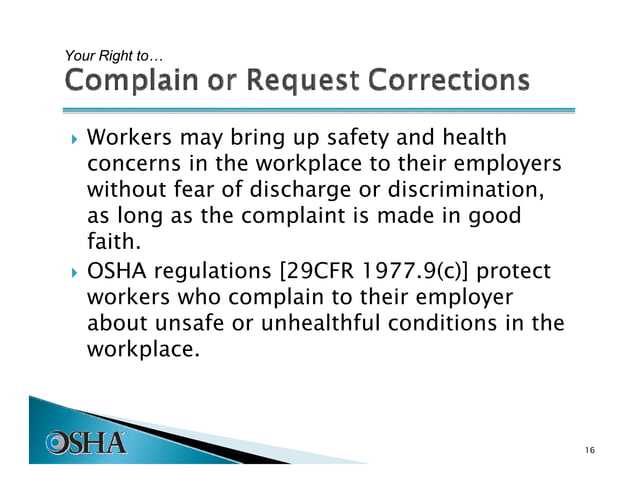 Your Right to…
Complain or Request Corrections
Workers may bring up safety and health
concerns in the workplace to their employers
without fear of discharge or discrimination,
as long as the complaint is made in good
faith.
OSHA regulations [29CFR 1977.9(c)] protect
workers who complain to their employer
about unsafe or unhealthful conditions in the
workplace.
OSHA
16